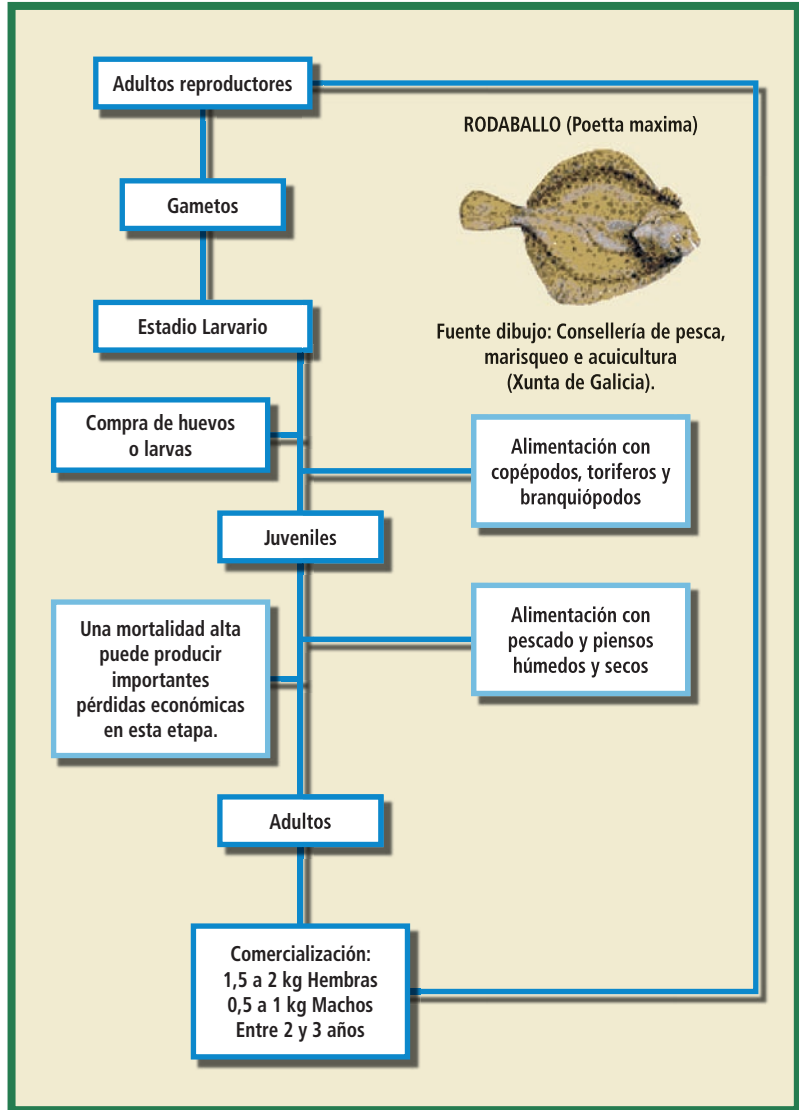 Adultos reproductores
RODABALLO (Poetta maxima)
Gametos
Estadio Larvario
Fuente dibujo: Consellería de pesca,
marisqueo e acuicultura
(Xunta de Galicia).
Compra de huevos
o larvas
Alimentación con
copépodos, toriferos y
branquiópodos
Juveniles
Alimentación con
pescado y piensos
húmedos y secos
Una mortalidad alta
puede producir
importantes
pérdidas económicas
en esta etapa.
Adultos
Comercialización:
1,5 a 2 kg Hembras
0,5 a 1 kg Machos
Entre 2 y 3 años